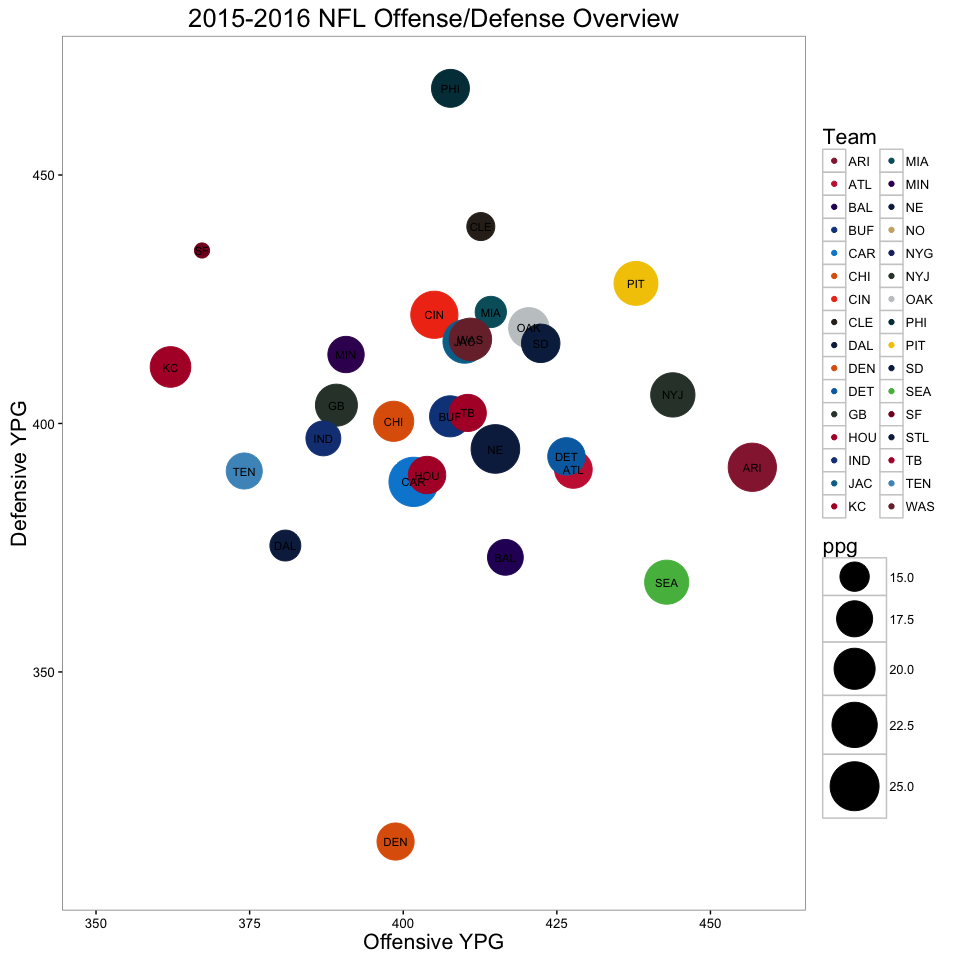 2015-2016 NFL Offense/Defense Overview
PHI
450
CLE
SF
PIT
CIN
MIA
OAK
JAC
WAS
SD
MIN
KC
NYJ
GB
BUF
TB
CHI
400
IND
NE
DET
ATL
ARI
TEN
HOU
CAR
DAL
BAL
SEA
350
DEN
350 375 400 425 450
Offensive YPG
Defensive YPG
Team
ARI MIA
ATL MIN
BAL NE
BUF NO
CAR NYG
CHI NYJ
CIN OAK
CLE PHI
DAL PIT
DEN SD
DET SEA
GB SF
HOU STL
IND TB
JAC TEN
KC WAS
ppg
15.0
17.5
20.0
22.5
25.0